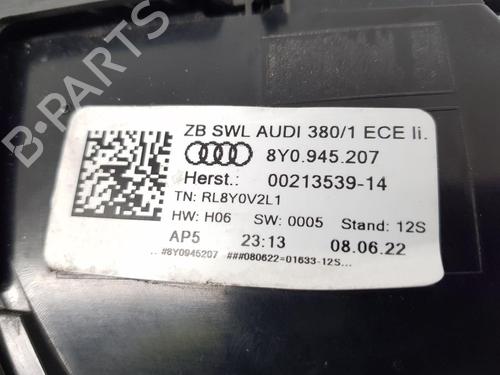 ZB SWL AUDI 380/1 ECE li.
8Y0.945.207
Herst.: 00213539-14
TN: RL8Y0V2L1
HW: H06 SW: 0005 Stand: 12S
AP5 23:13 08.06.22
..#8Y0945207 ###080622=01633-12S...
B-PARTS